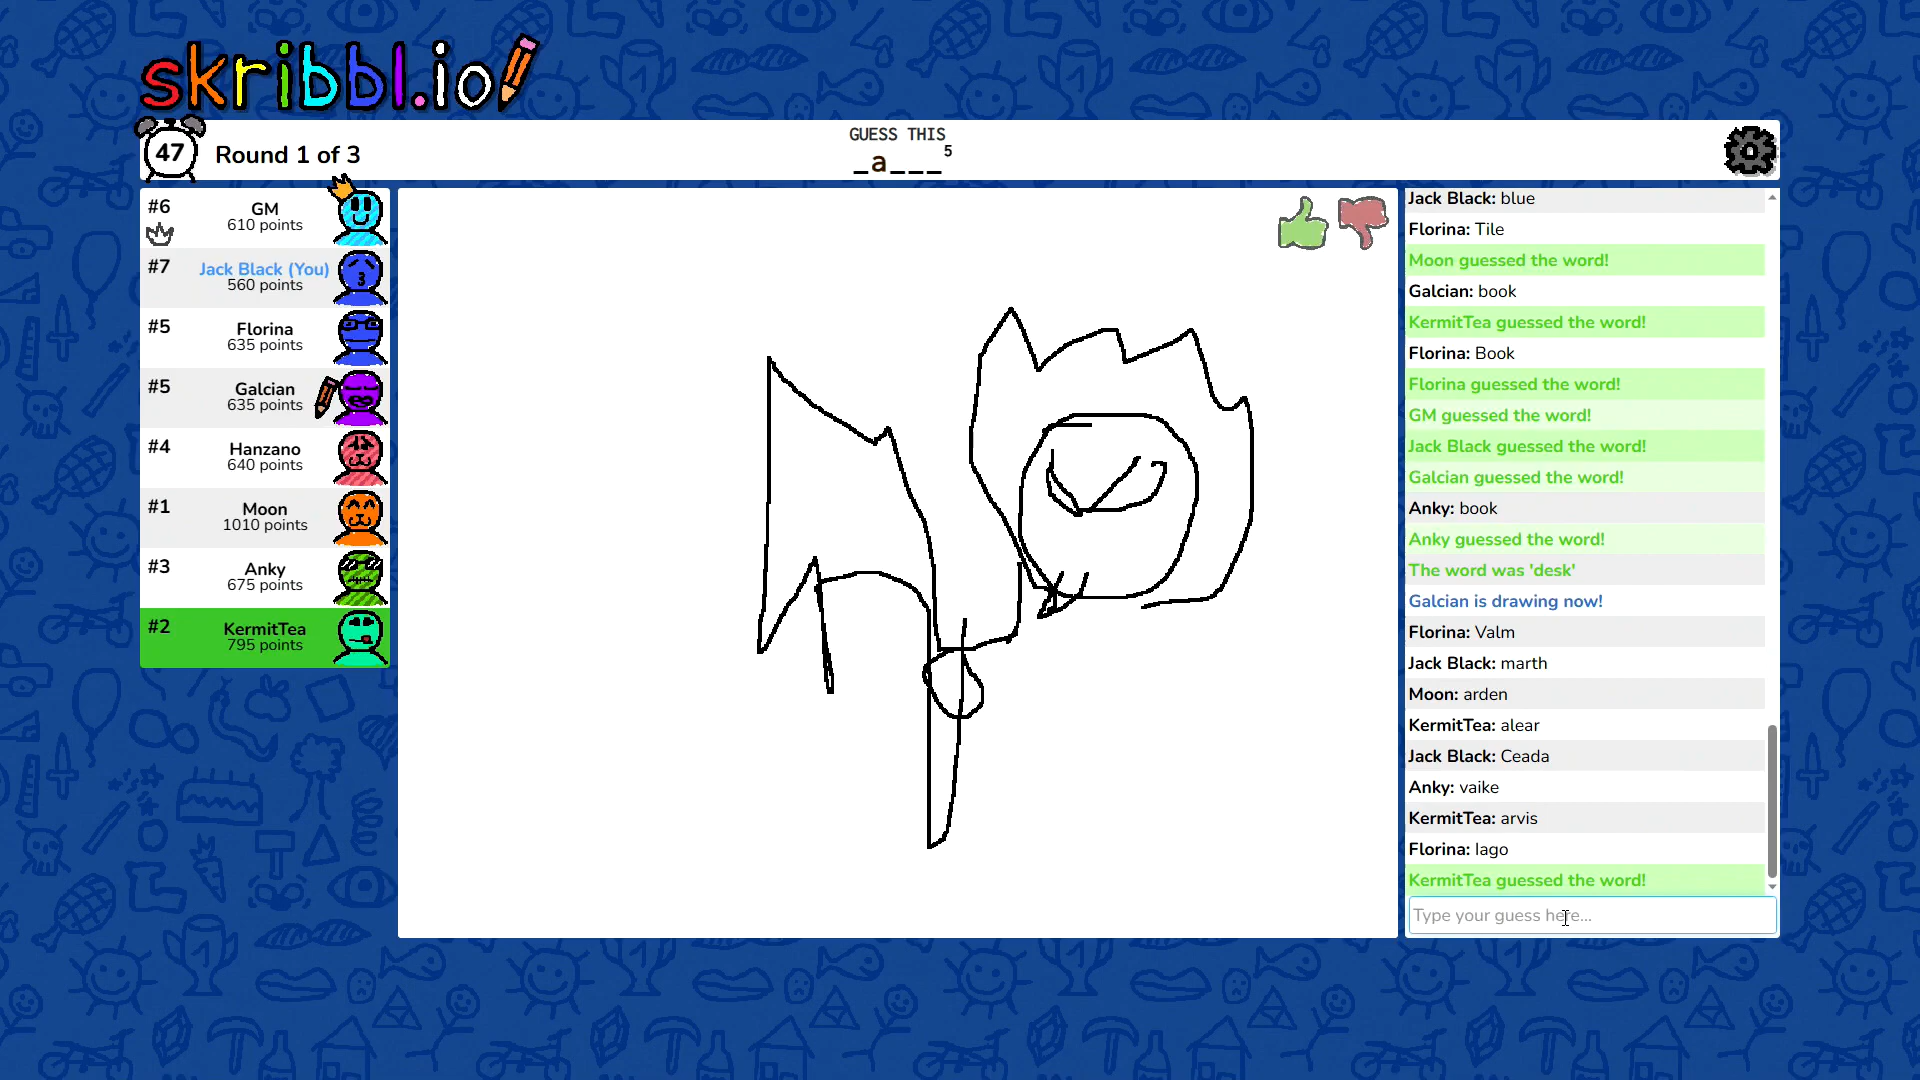 skribbl.io
47
Round 1 of 3
GUESS THIS
_a___ 5
#6
GM
610 points
#7
Jack Black (You)
560 points
#5
Florina
635 points
#5
Galcian
635 points
#4
Hanzano
640 points
#1
Moon
1010 points
#3
Anky
675 points
#2
KermitTea
795 points
Jack Black: blue
Florina: Tile
Moon guessed the word!
Galcian: book
KermitTea guessed the word!
Florina: Book
Florina guessed the word!
GM guessed the word!
Jack Black guessed the word!
Galcian guessed the word!
Anky: book
Anky guessed the word!
The word was 'desk'
Galcian is drawing now!
Florina: Valm
Jack Black: marth
Moon: arden
KermitTea: alear
Jack Black: Ceada
Anky: vaike
KermitTea: arvis
Florina: Iago
KermitTea guessed the word!
Type your guess here...